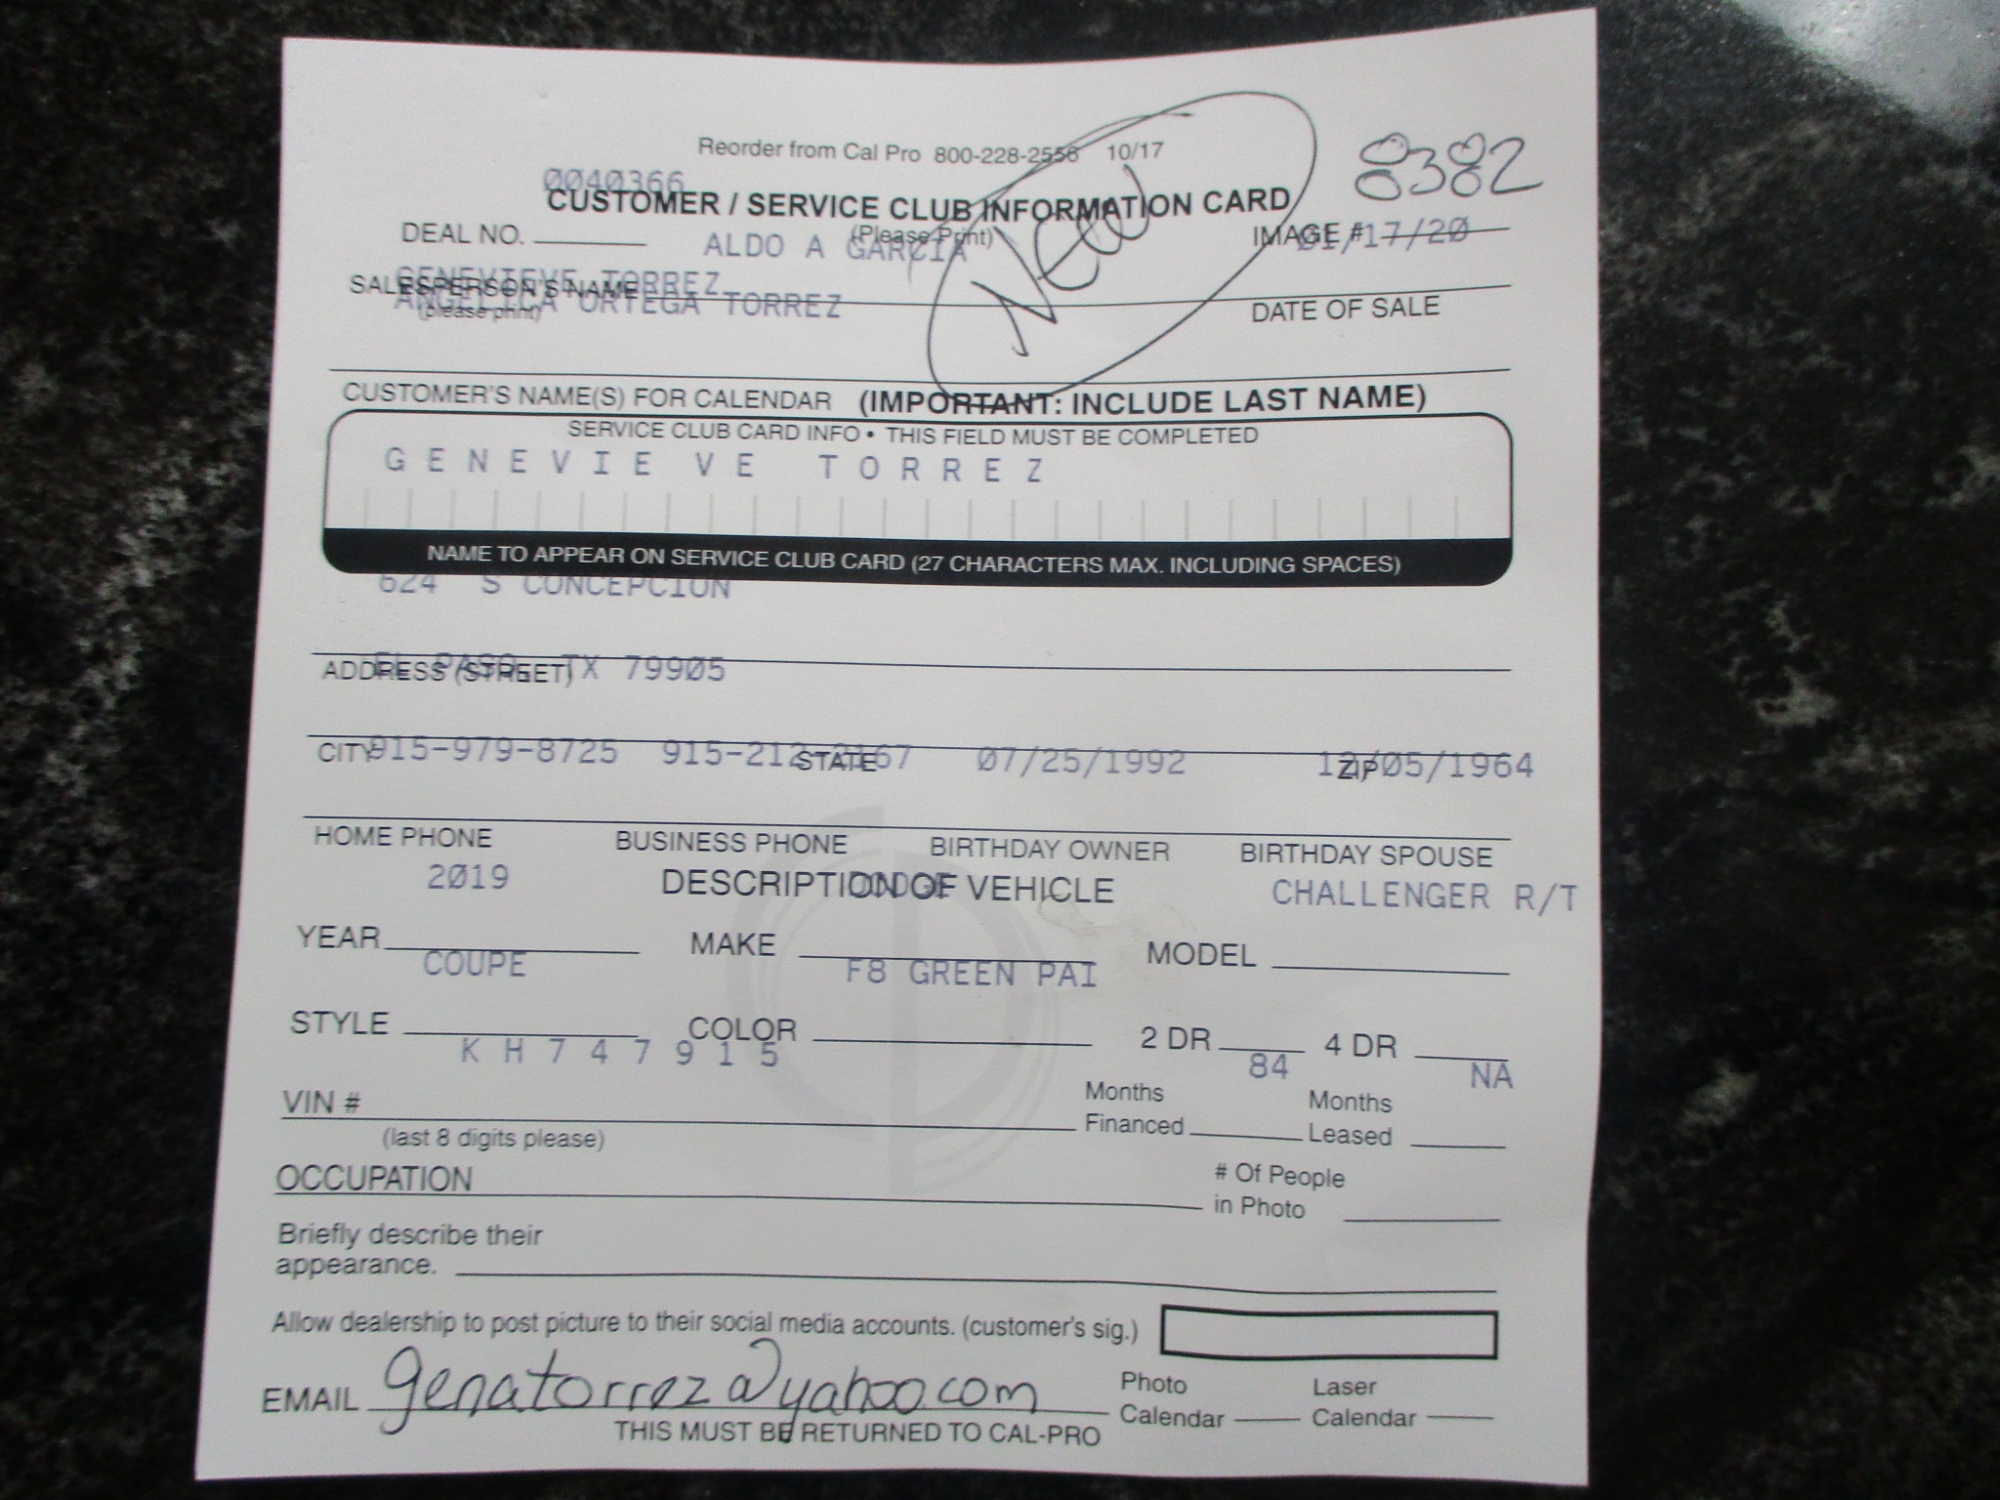 Reorder from Cal Pro 800-228-2556 10/17
8382
0040366
CUSTOMER / SERVICE CLUB INFORMATION CARD
(Please Print)
Need
DEAL NO.
ALDO A GARCIA
IMAGE # 01/17/20
GENEVIEVE TORREZ
SALESPERSON'S NAME
ANGELICA ORTEGA TORREZ
(please print)
DATE OF SALE
CUSTOMER'S NAME(S) FOR CALENDAR (IMPORTANT: INCLUDE LAST NAME)
SERVICE CLUB CARD INFO • THIS FIELD MUST BE COMPLETED
GENEVIEVE TORREZ
NAME TO APPEAR ON SERVICE CLUB CARD (27 CHARACTERS MAX. INCLUDING SPACES)
624 S CONCEPCION
EL PASO, TX 79905
ADDRESS (STREET)
CITY STATE ZIP
915-979-8725 915-212-2167 07/25/1992 12/05/1964
HOME PHONE BUSINESS PHONE BIRTHDAY OWNER BIRTHDAY SPOUSE
2019 DODGE CHALLENGER R/T
DESCRIPTION OF VEHICLE
YEAR MAKE MODEL
COUPE F8 GREEN PAI
STYLE COLOR 2 DR 4 DR
KH747915 84 NA
VIN # Months Financed Months Leased
(last 8 digits please)
OCCUPATION # Of People in Photo
Briefly describe their
appearance.
Allow dealership to post picture to their social media accounts. (customer's sig.)
EMAIL genatorrez@yahoo.com Photo Calendar Laser Calendar
THIS MUST BE RETURNED TO CAL-PRO